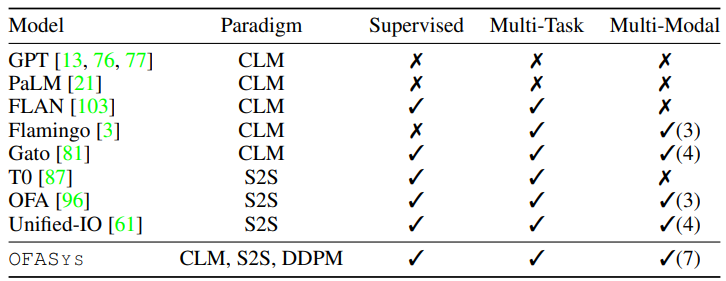 Model Paradigm Supervised Multi-Task Multi-Modal
GPT [13, 76, 77] CLM ✗ ✗ ✗
PaLM [21] CLM ✗ ✗ ✗
FLAN [103] CLM ✓ ✓ ✗
Flamingo [3] CLM ✗ ✓ ✓(3)
Gato [81] CLM ✓ ✓ ✓(4)
T0 [87] S2S ✓ ✓ ✗
OFA [96] S2S ✓ ✓ ✓(3)
Unified-IO [61] S2S ✓ ✓ ✓(4)
OFASYS CLM, S2S, DDPM ✓ ✓ ✓(7)